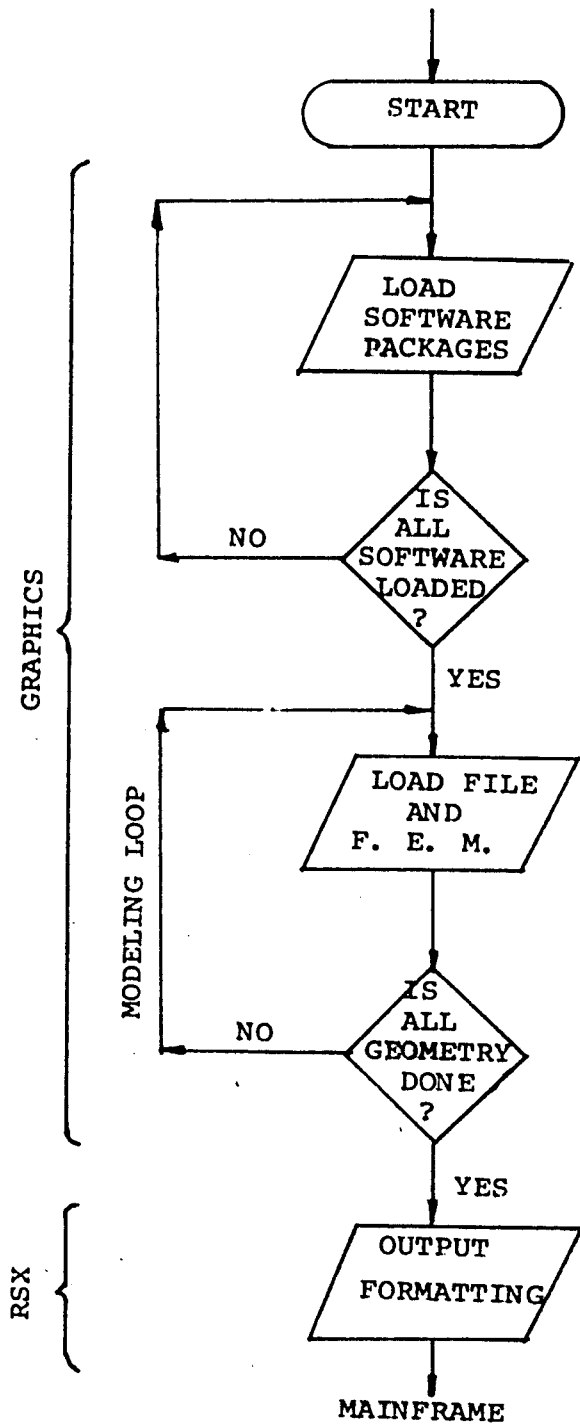 START
LOAD
SOFTWARE
PACKAGES
IS
ALL
SOFTWARE
LOADED
?
NO
YES
GRAPHICS
MODELING LOOP
LOAD FILE
AND
F. E. M.
IS
ALL
GEOMETRY
DONE
?
NO
YES
RSX
OUTPUT
FORMATTING
MAINFRAME